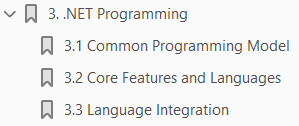 3. .NET Programming
3.1 Common Programming Model
3.2 Core Features and Languages
3.3 Language Integration